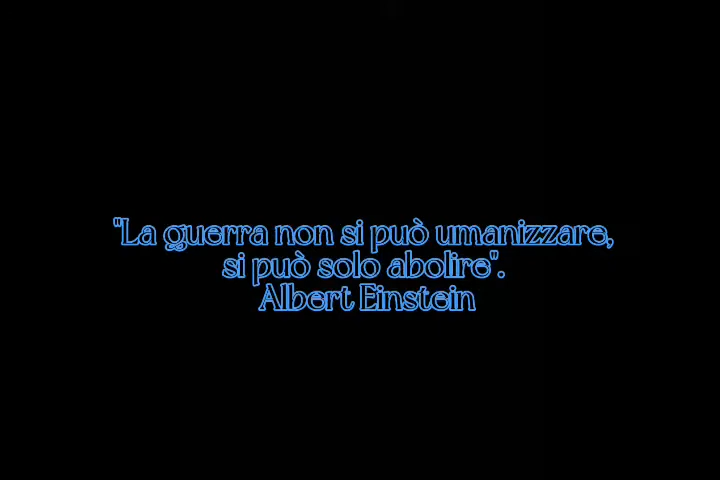 "La guerra non si può umanizzare,
si può solo abolire".
Albert Einstein